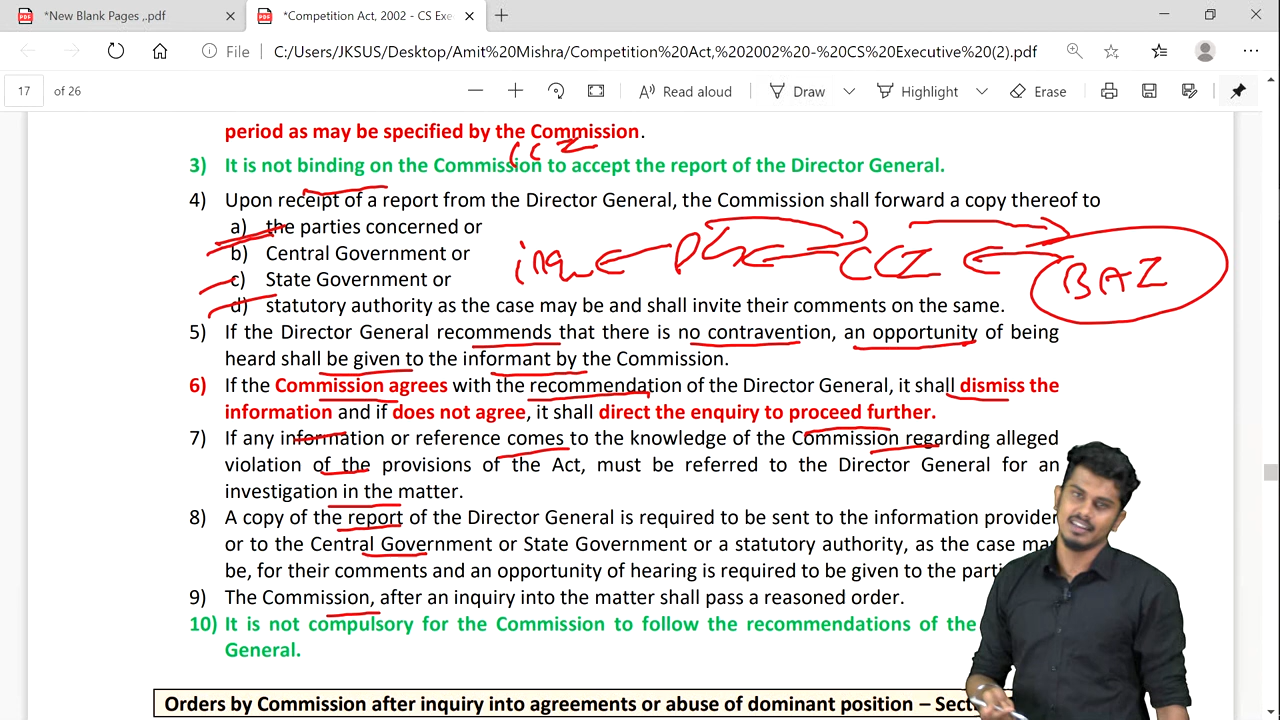 *New Blank Pages ,.pdf
*Competition Act, 2002 - CS Exe
File C:/Users/JKSUS/Desktop/Amit%20Mishra/Competition%20Act,%202002%20-%20CS%20Executive%20(2).pdf
17 of 26 Read aloud Draw Highlight Erase
period as may be specified by the Commission.
CCI
3) It is not binding on the Commission to accept the report of the Director General.
4) Upon receipt of a report from the Director General, the Commission shall forward a copy thereof to
a) the parties concerned or
b) Central Government or
c) State Government or
d) statutory authority as the case may be and shall invite their comments on the same.
inqu DG CCI BAZ
5) If the Director General recommends that there is no contravention, an opportunity of being
heard shall be given to the informant by the Commission.
6) If the Commission agrees with the recommendation of the Director General, it shall dismiss the
information and if does not agree, it shall direct the enquiry to proceed further.
7) If any information or reference comes to the knowledge of the Commission regarding alleged
violation of the provisions of the Act, must be referred to the Director General for an
investigation in the matter.
8) A copy of the report of the Director General is required to be sent to the information provider
or to the Central Government or State Government or a statutory authority, as the case may
be, for their comments and an opportunity of hearing is required to be given to the parti
9) The Commission, after an inquiry into the matter shall pass a reasoned order.
10) It is not compulsory for the Commission to follow the recommendations of the
General.
Orders by Commission after inquiry into agreements or abuse of dominant position – Sect